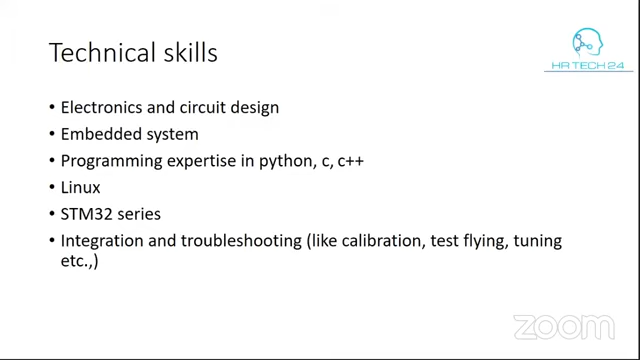 Technical skills
HR TECH 24
• Electronics and circuit design
• Embedded system
• Programming expertise in python, c, c++
• Linux
• STM32 series
• Integration and troubleshooting (like calibration, test flying, tuning
etc.,)
zoom